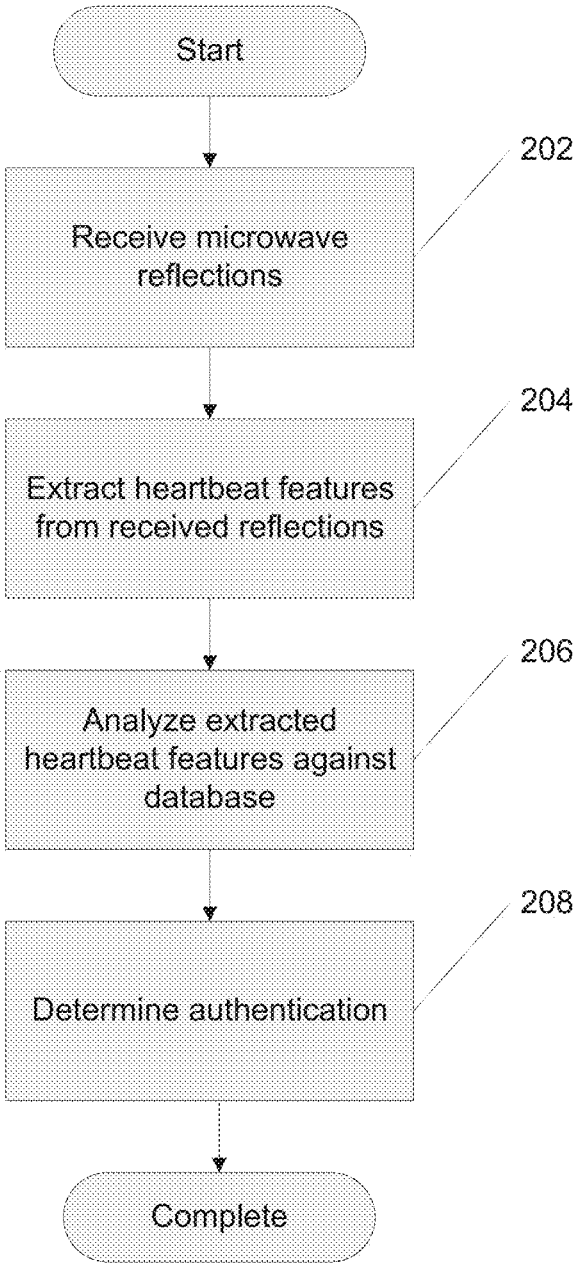 Start
202
Receive microwave
reflections
204
Extract heartbeat features
from received reflections
206
Analyze extracted
heartbeat features against
database
208
Determine authentication
Complete